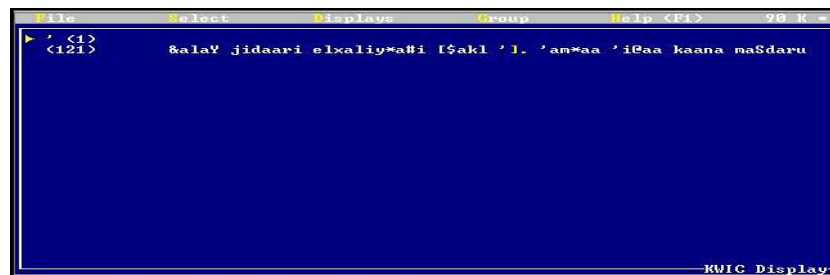 File Select Displays Group Help (F1) 90 K
' (1)
(121) &alaY jidaari elxaliy*a#i [$akl ']. 'am*aa 'i@aa kaana maSdaru
KWIC Display